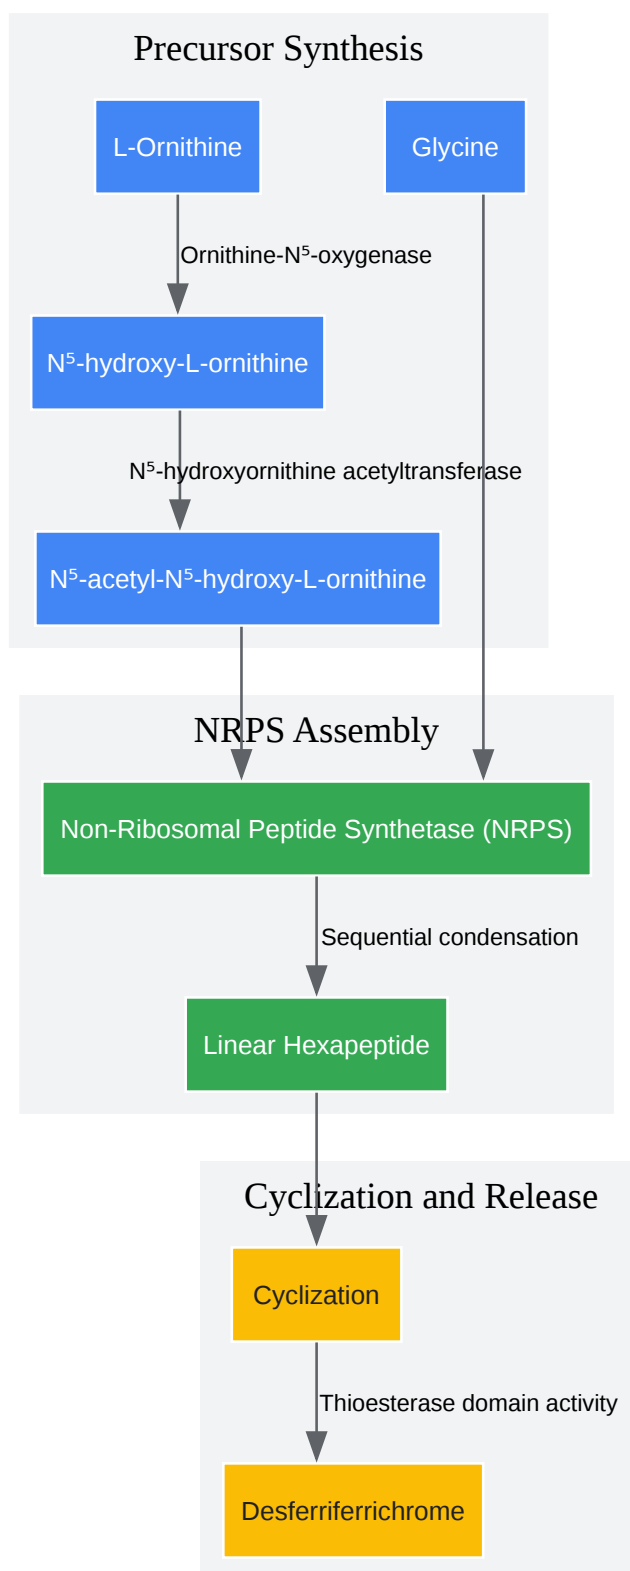 Precursor Synthesis
L-Ornithine
Glycine
Ornithine-N⁵-oxygenase
N⁵-hydroxy-L-ornithine
N⁵-hydroxyornithine acetyltransferase
N⁵-acetyl-N⁵-hydroxy-L-ornithine
NRPS Assembly
Non-Ribosomal Peptide Synthetase (NRPS)
Sequential condensation
Linear Hexapeptide
Cyclization and Release
Cyclization
Thioesterase domain activity
Desferriferrichrome